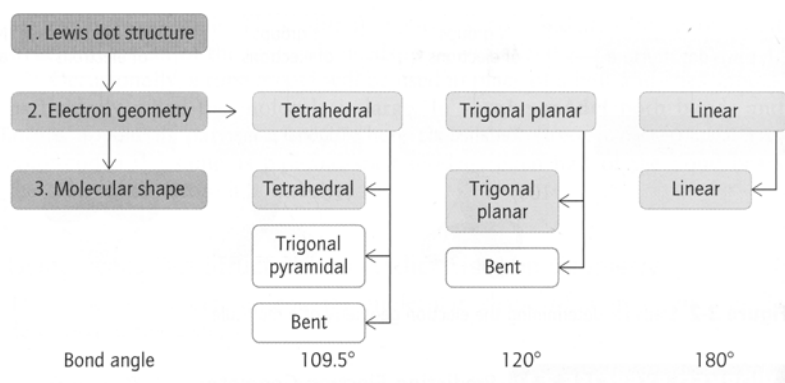 1. Lewis dot structure
2. Electron geometry
Tetrahedral
Trigonal planar
Linear
3. Molecular shape
Tetrahedral
Trigonal
planar
Linear
Trigonal
pyramidal
Bent
Bent
Bond angle
109.5°
120°
180°